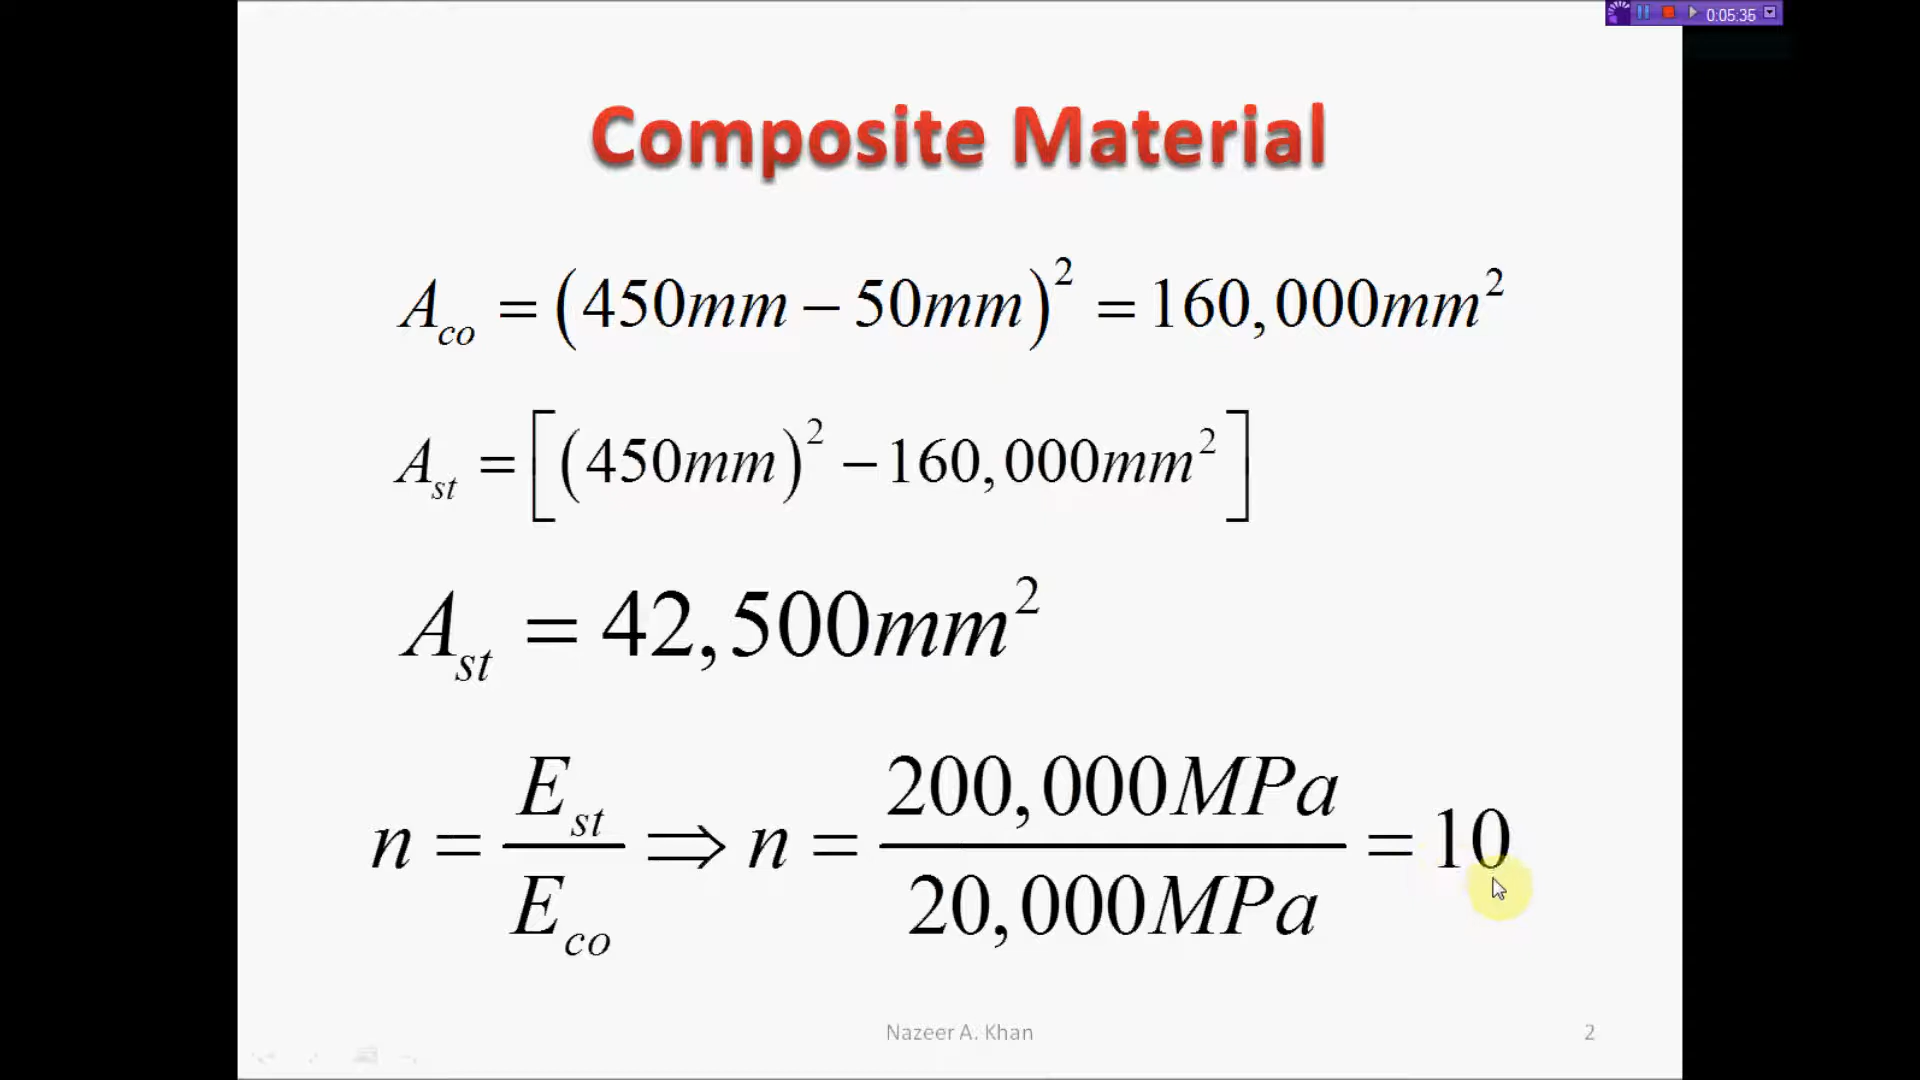 0:05:35
Composite Material
A_co = (450mm − 50mm)² = 160,000mm²
A_st = [(450mm)² − 160,000mm²]
A_st = 42,500mm²
n = E_st / E_co ⇒ n = 200,000MPa / 20,000MPa = 10
Nazeer A. Khan
2